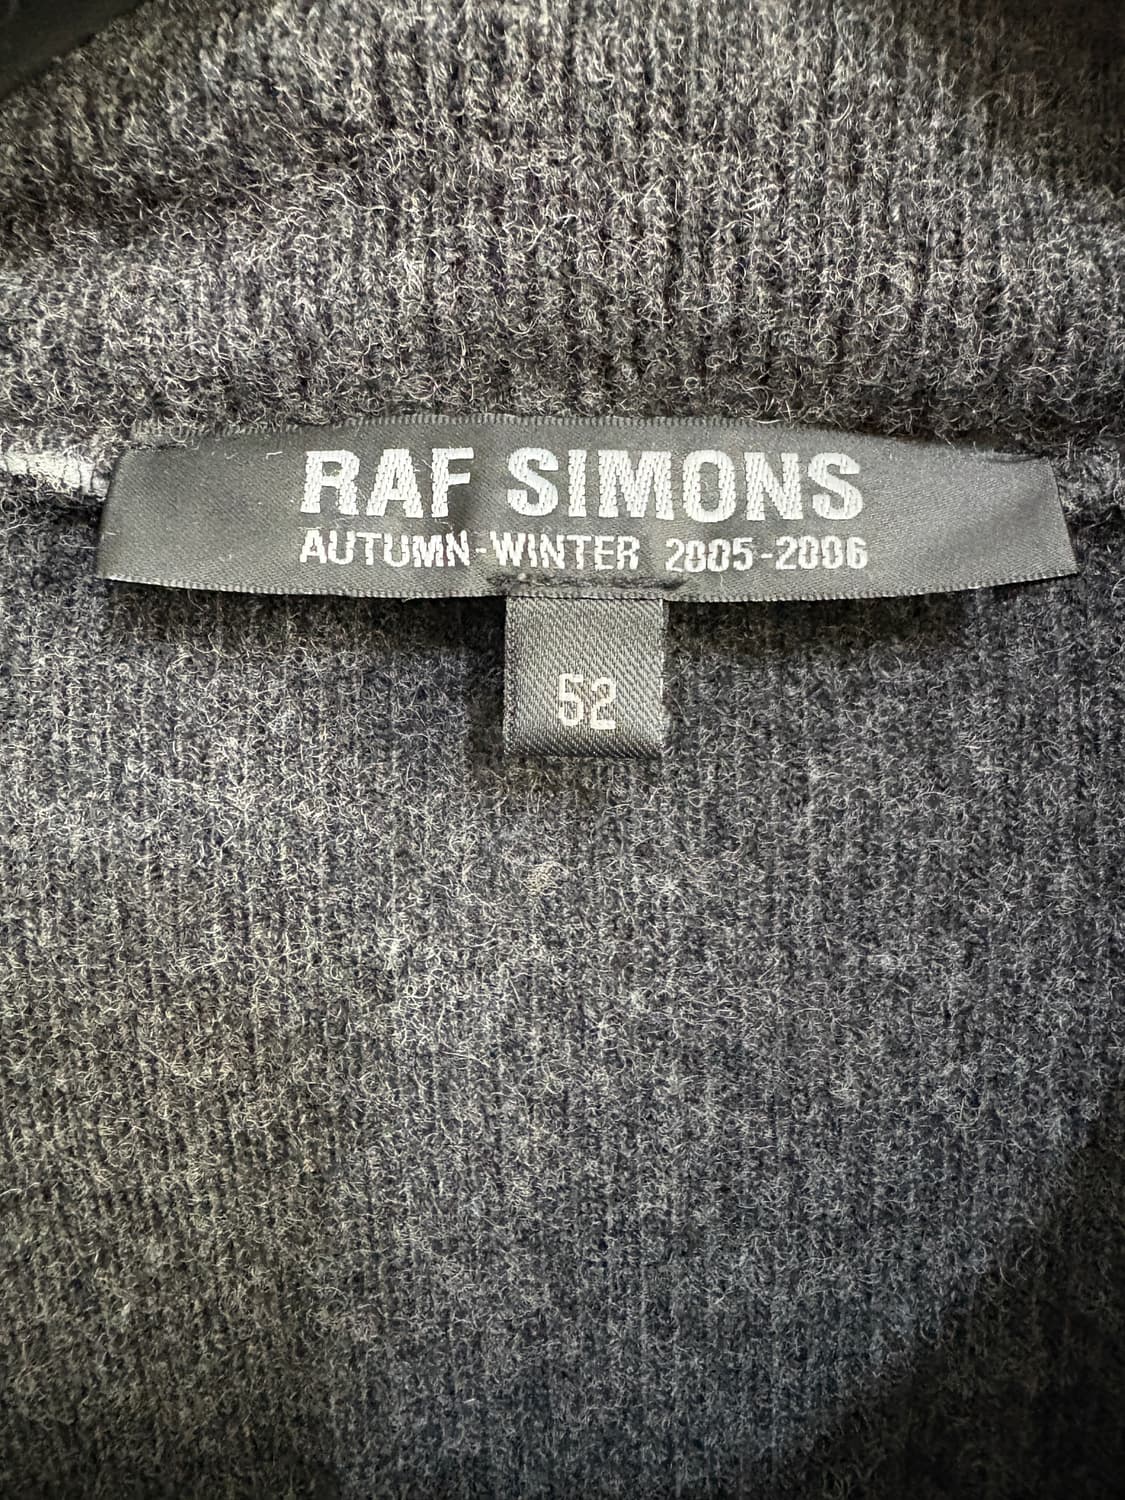 RAF SIMONS
AUTUMN-WINTER 2005-2006
52